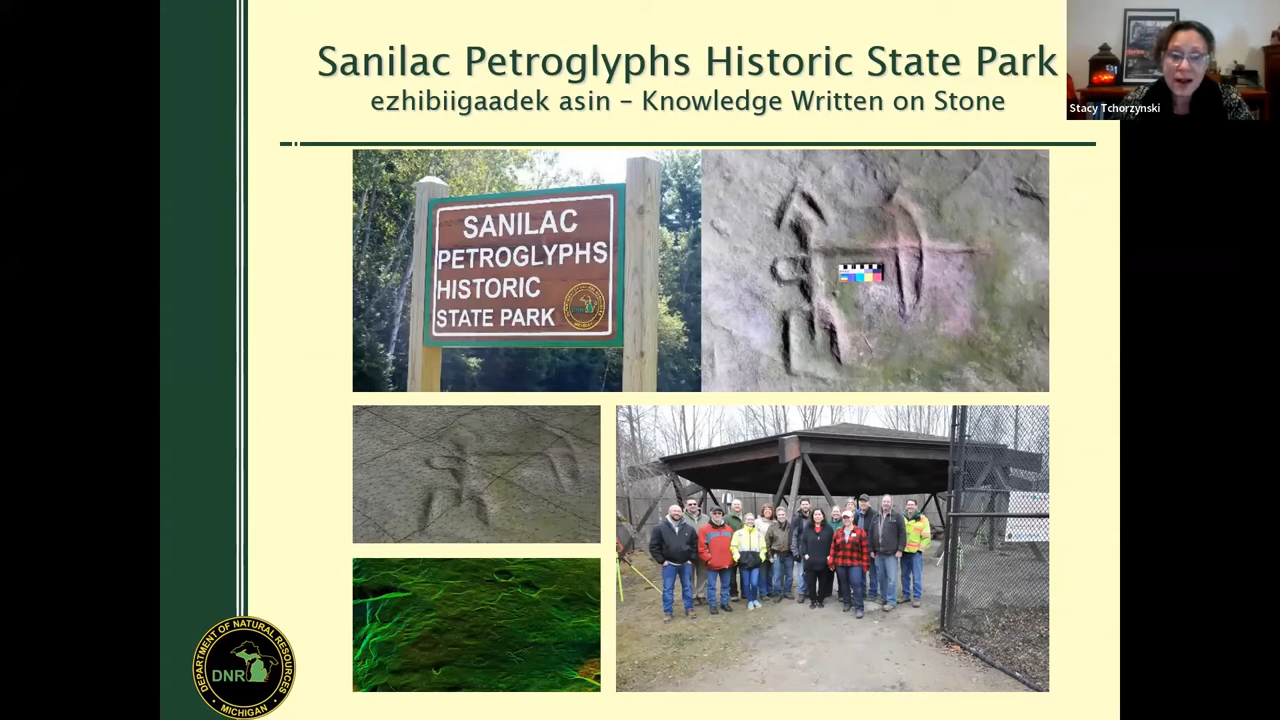 Sanilac Petroglyphs Historic State Park
ezhibiigaadek asin – Knowledge Written on Stone
Stacy Tchorzynski
SANILAC
PETROGLYPHS
HISTORIC
STATE PARK
DNR
DEPARTMENT OF NATURAL RESOURCES
DNR
MICHIGAN